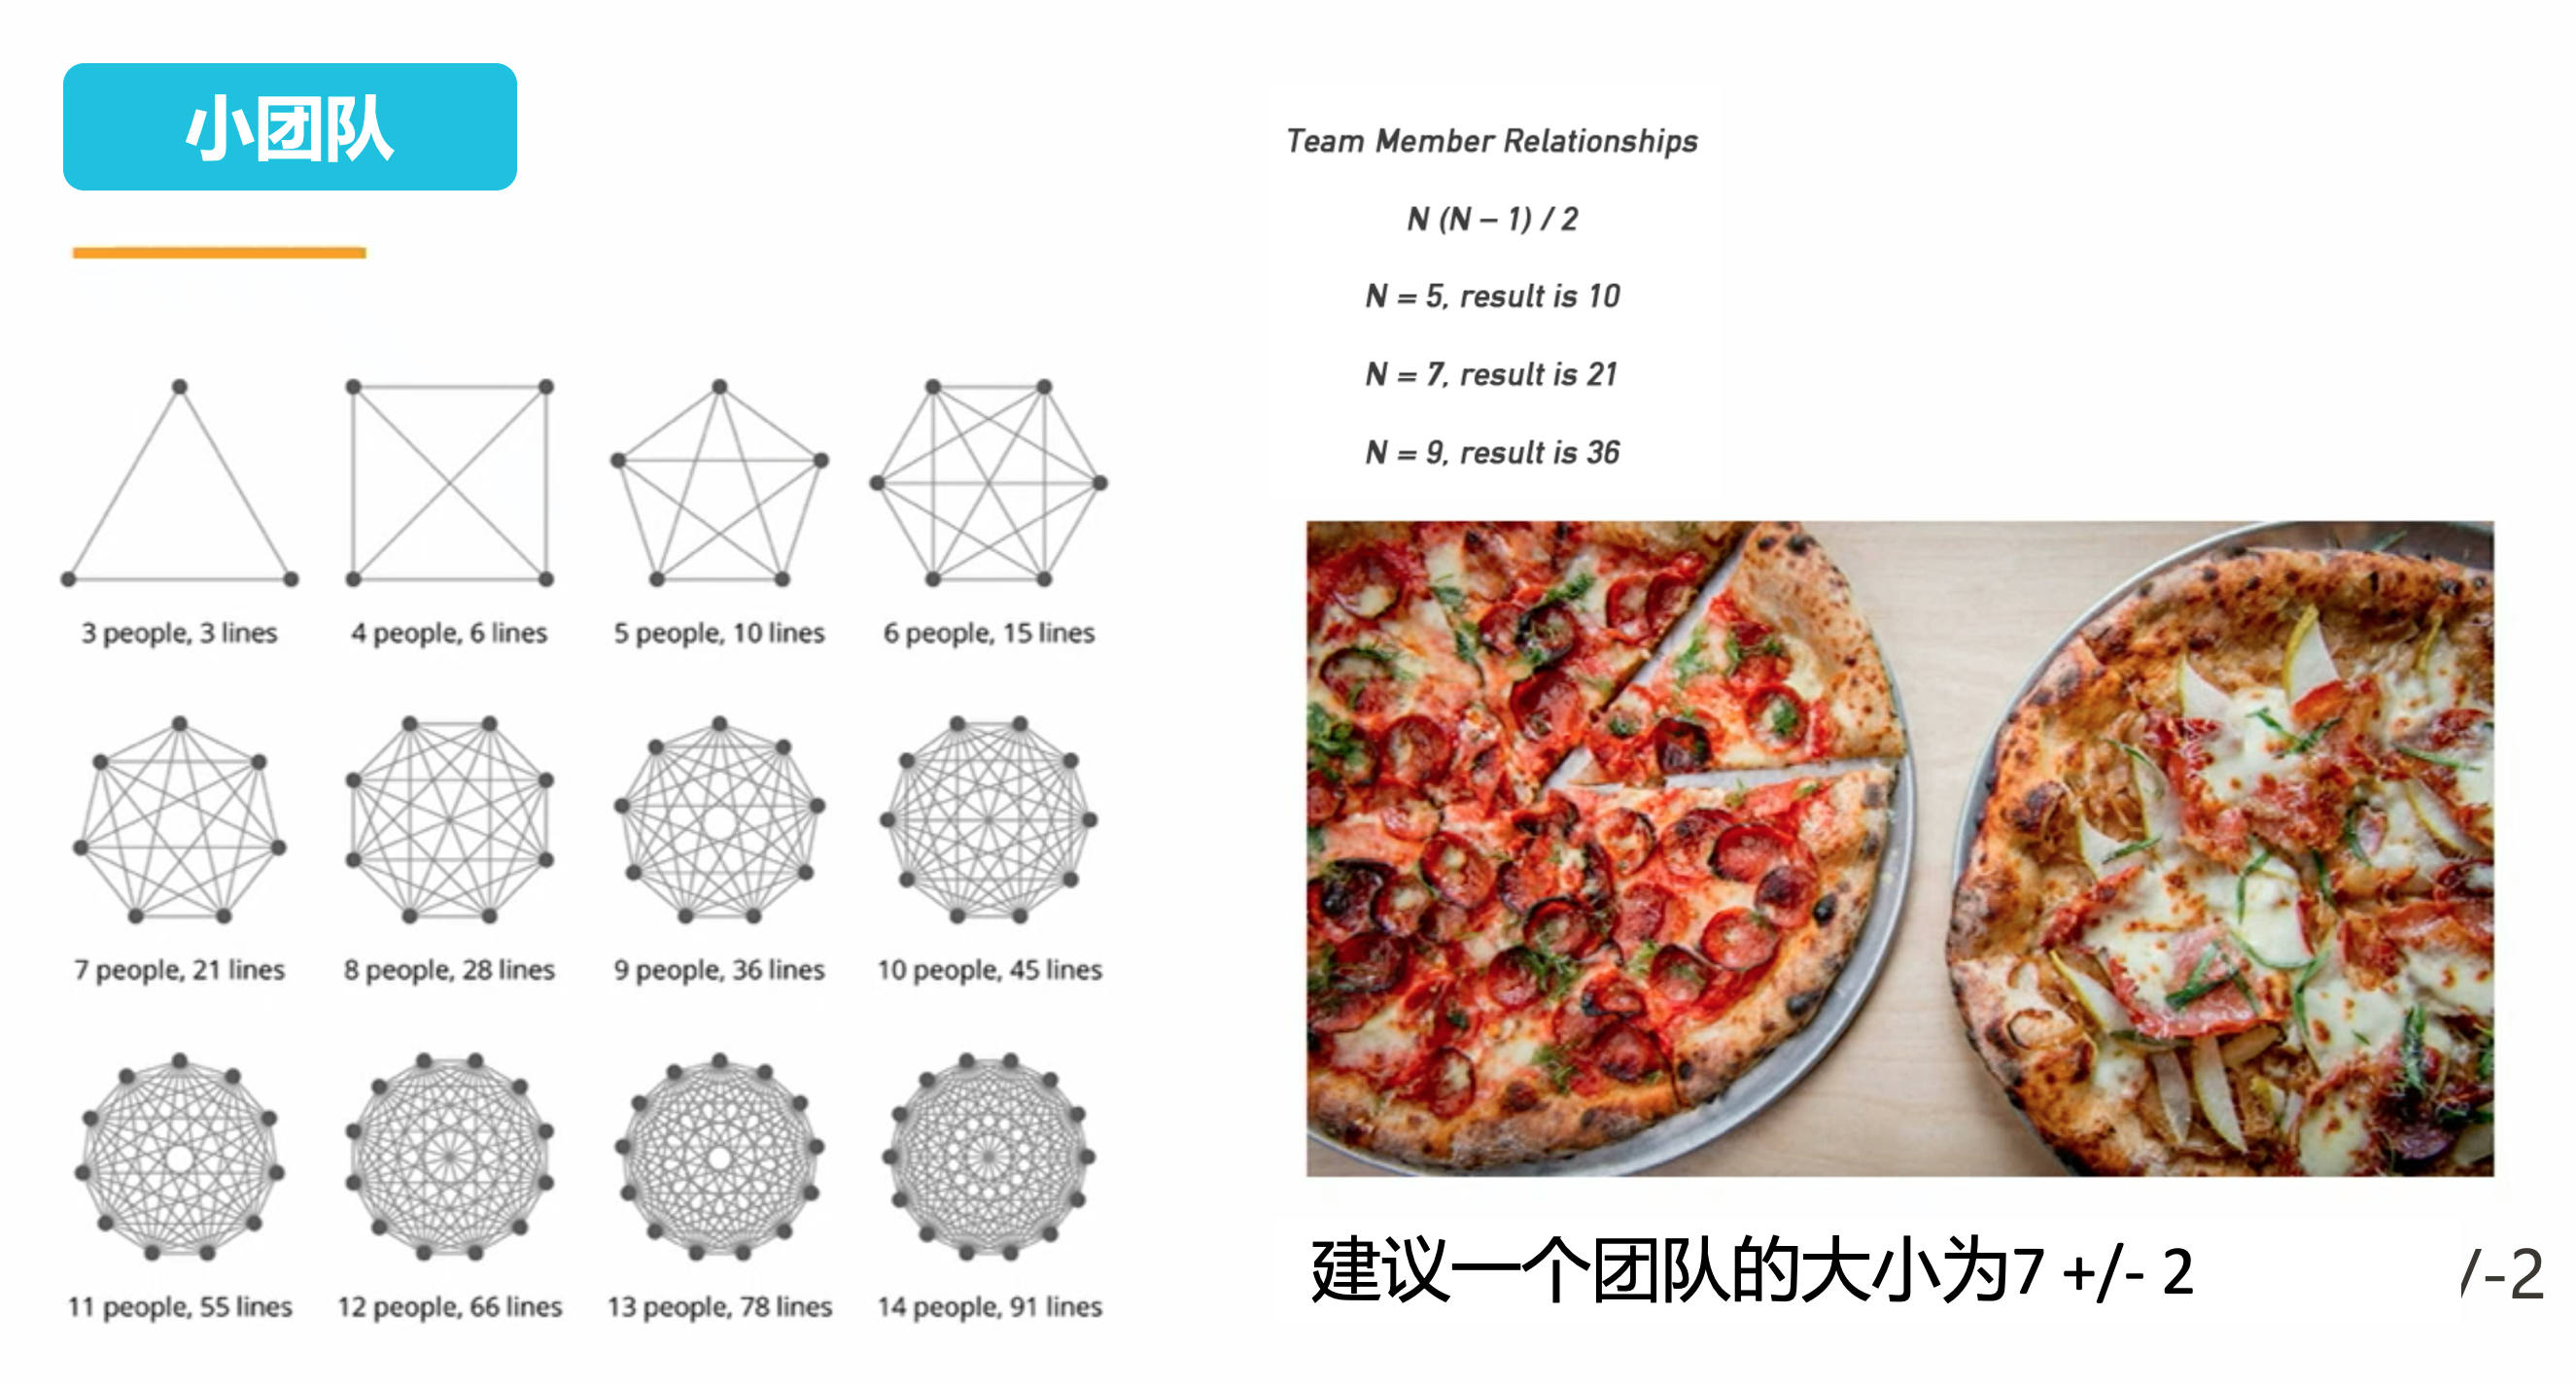 小团队
Team Member Relationships
N (N – 1) / 2
N = 5, result is 10
N = 7, result is 21
N = 9, result is 36
3 people, 3 lines
4 people, 6 lines
5 people, 10 lines
6 people, 15 lines
7 people, 21 lines
8 people, 28 lines
9 people, 36 lines
10 people, 45 lines
11 people, 55 lines
12 people, 66 lines
13 people, 78 lines
14 people, 91 lines
建议一个团队的大小为7 +/- 2
/-2